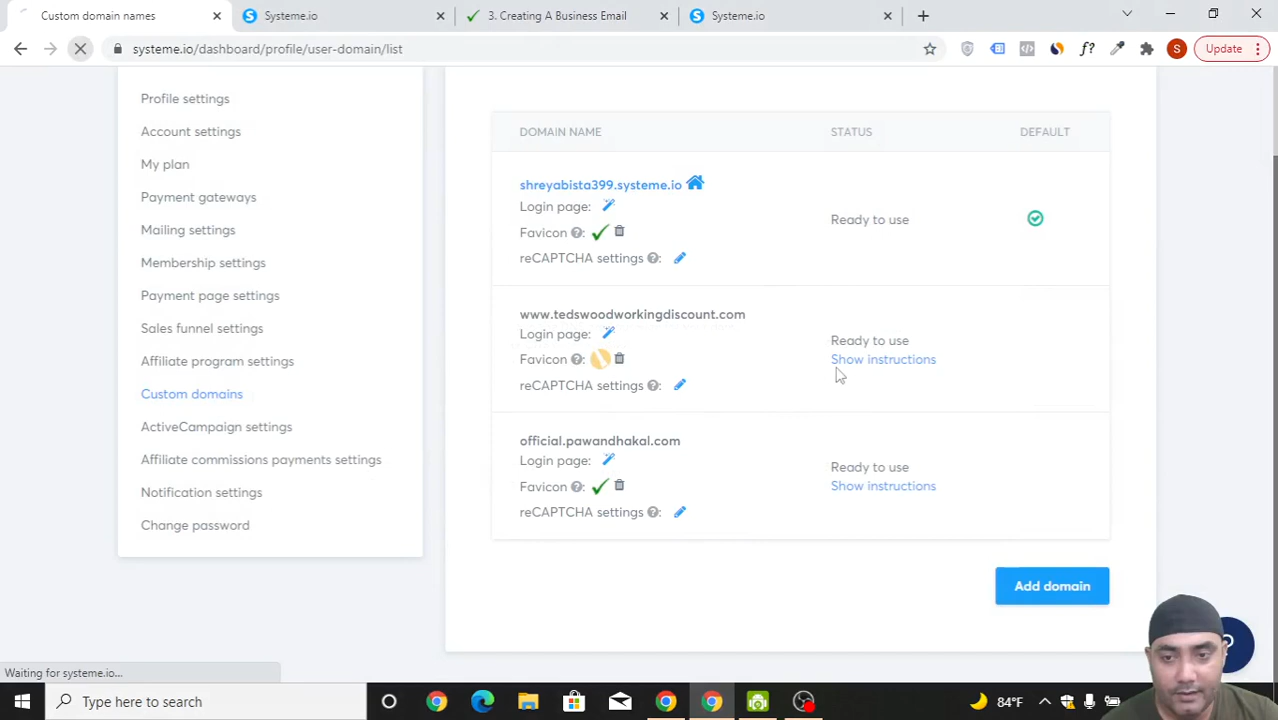 Custom domain names
Systeme.io
3. Creating A Business Email
Systeme.io
systeme.io/dashboard/profile/user-domain/list
S
Update
Profile settings
Account settings
My plan
Payment gateways
Mailing settings
Membership settings
Payment page settings
Sales funnel settings
Affiliate program settings
Custom domains
ActiveCampaign settings
Affiliate commissions payments settings
Notification settings
Change password
DOMAIN NAME STATUS DEFAULT
shreyabista399.systeme.io
Login page:
Favicon ?:
reCAPTCHA settings ?:
Ready to use
www.tedswoodworkingdiscount.com
Login page:
Favicon ?:
reCAPTCHA settings ?:
Ready to use
Show instructions
official.pawandhakal.com
Login page:
Favicon ?:
reCAPTCHA settings ?:
Ready to use
Show instructions
Add domain
Waiting for systeme.io...
Type here to search
84°F